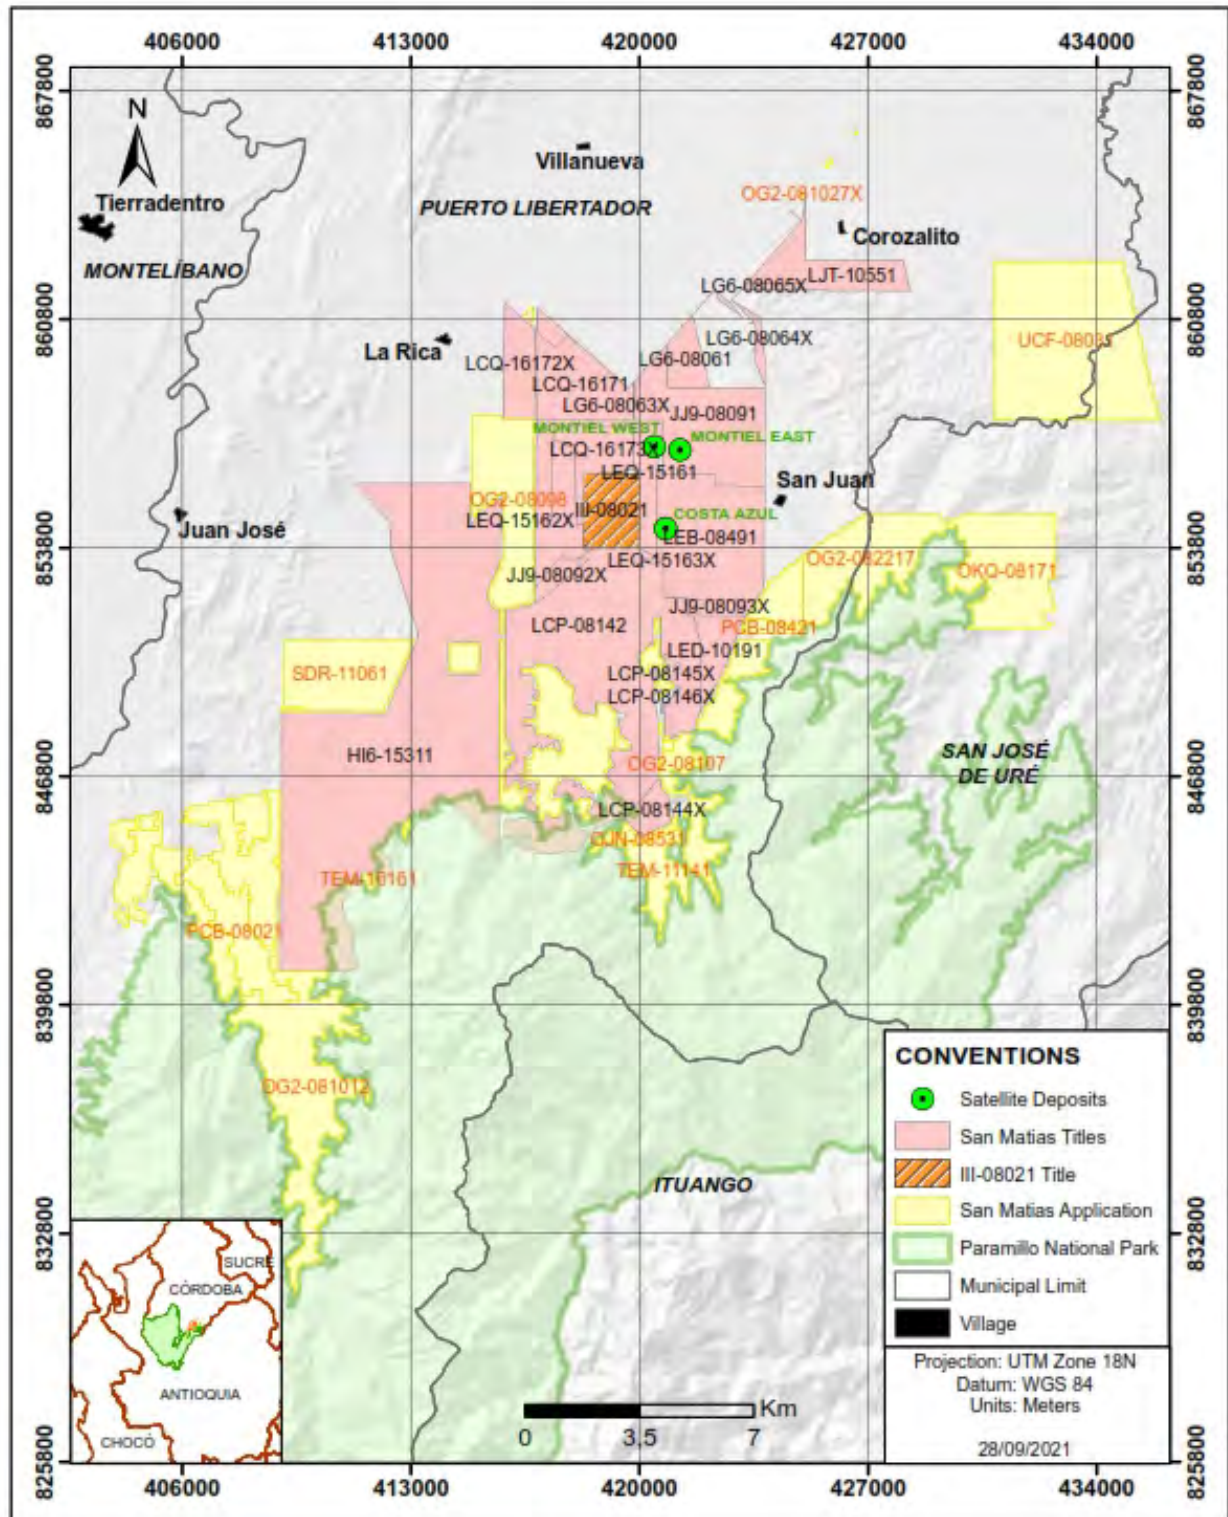 406000 413000 420000 427000 434000
867800 867800
N
Villanueva
Tierradentro
OG2-081027X
PUERTO LIBERTADOR
Corozalito
MONTELÍBANO
LJT-10551
LG6-08065X
860800 860800
LG6-08064X
UCF-08031
La Rica
LCQ-16172X
LG6-08061
LCQ-16171
LG6-08063X
JJ9-08091
MONTIEL WEST
MONTIEL EAST
LCQ-16173X
LEQ-15161
San Juan
OG2-08098
III-08021
COSTA AZUL
LEQ-15162X
Juan José
LEB-08491
853800 853800
LEQ-15163X
OG2-082217
OKQ-08171
JJ9-08092X
JJ9-08093X
LCP-08142
PCB-08421
LED-10191
SDR-11061
LCP-08145X
LCP-08146X
HI6-15311
OG2-08107
SAN JOSÉ
DE URÉ
846800 846800
LCP-08144X
OJN-08531
TEM-11141
TEM-10161
PCB-08021
839800 839800
OG2-081012
ITUANGO
832800 832800
825800 825800
CONVENTIONS
Satellite Deposits
San Matias Titles
III-08021 Title
San Matias Application
Paramillo National Park
Municipal Limit
Village
Projection: UTM Zone 18N
Datum: WGS 84
Units: Meters
28/09/2021
SUCRE
CÓRDOBA
ANTIOQUIA
CHOCÓ
Km
0 3.5 7